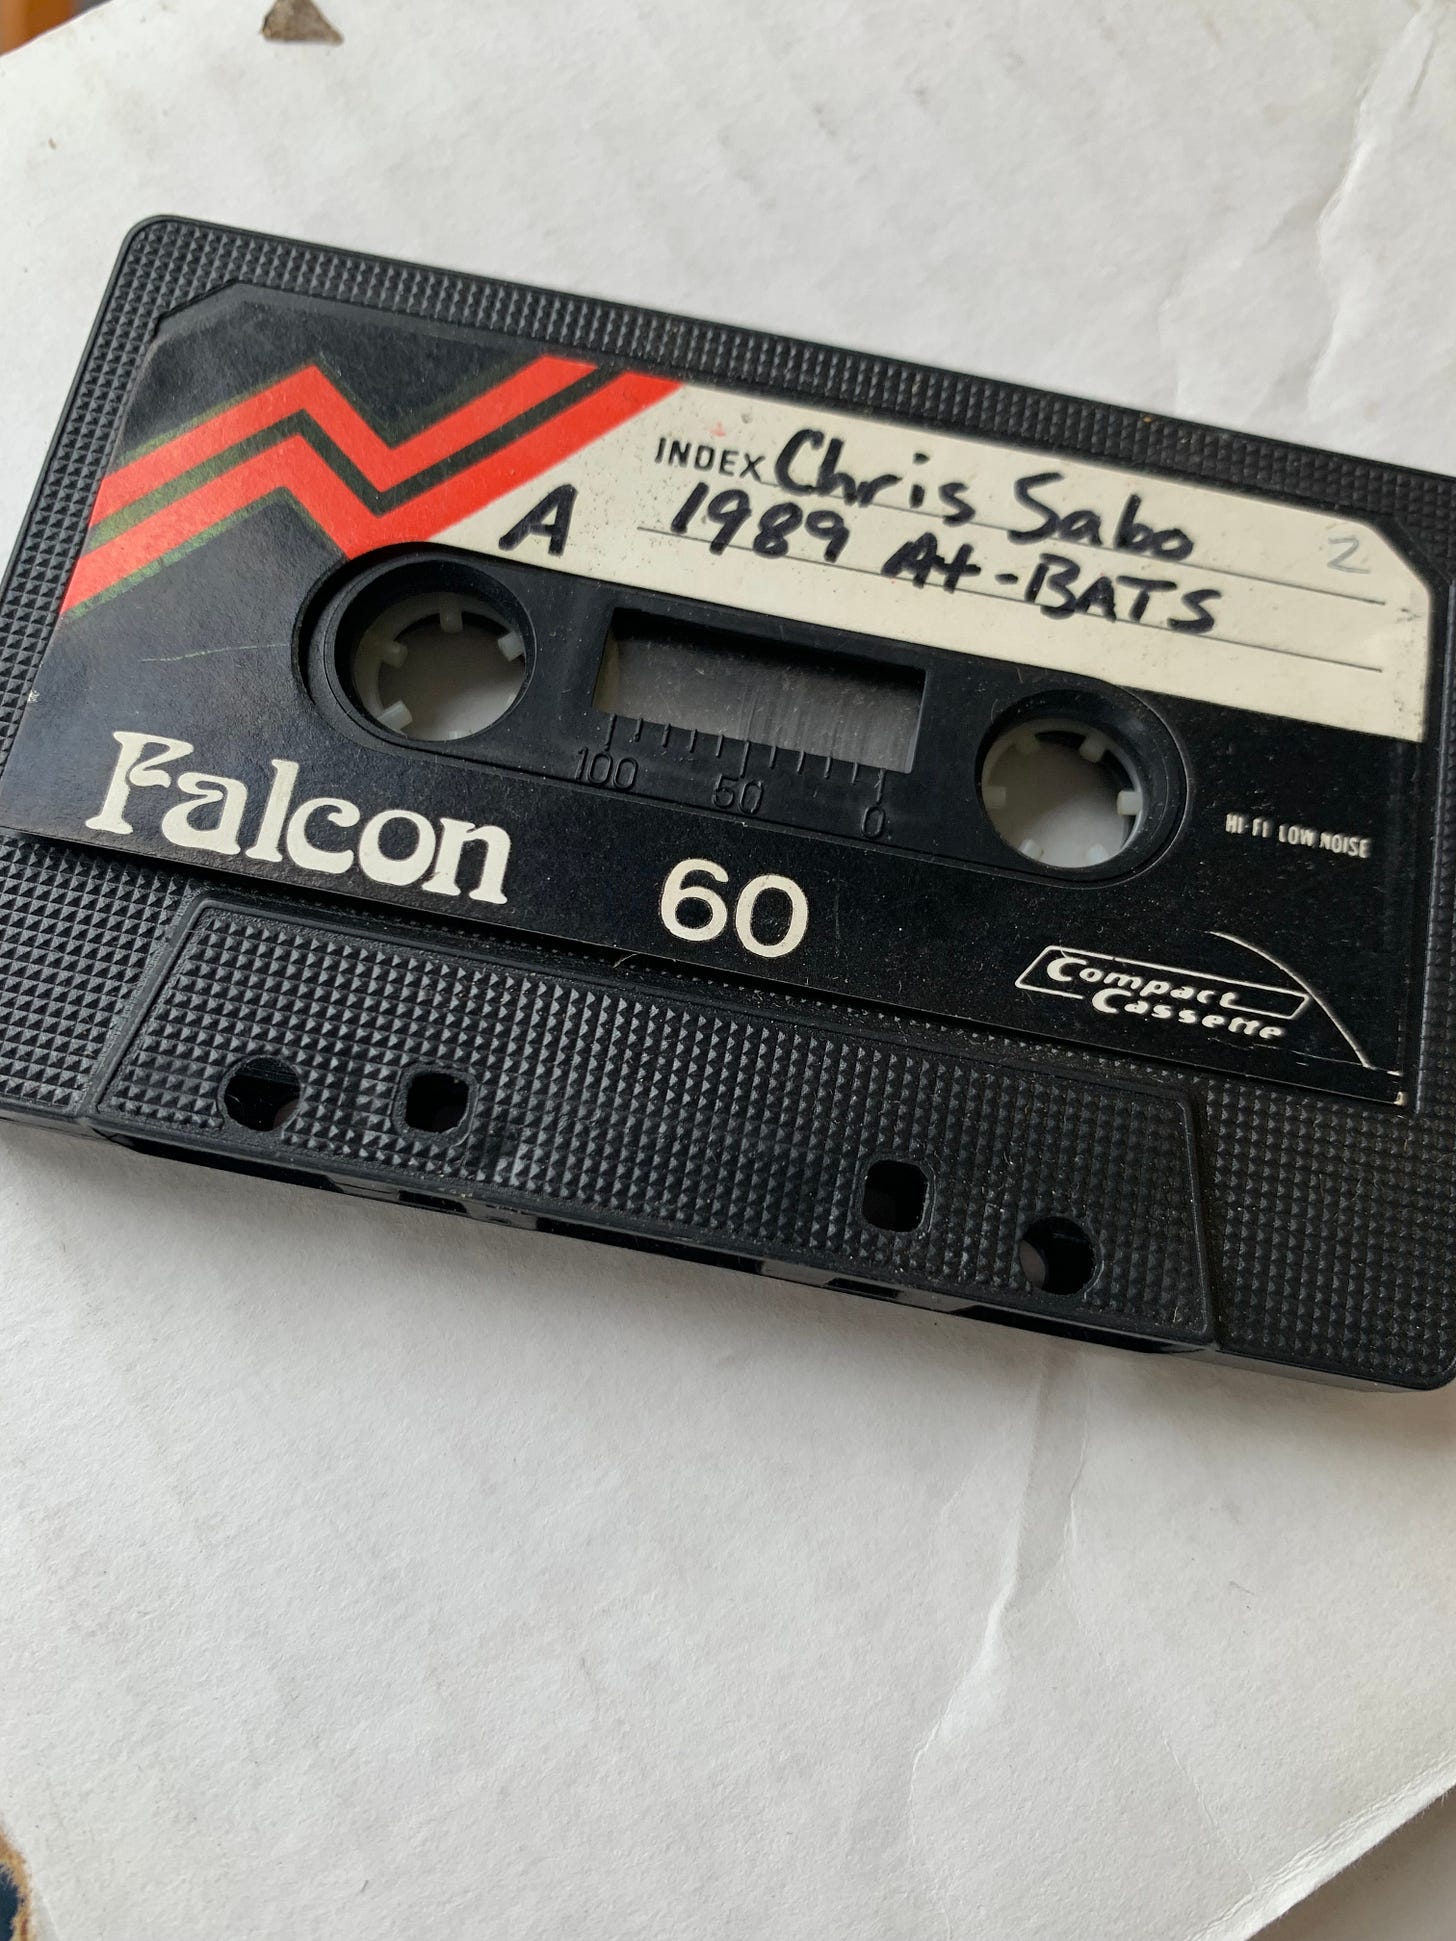 INDEX Chris Sabo 2
A 1989 At-BATS
100 50 0
HI-FI LOW NOISE
Falcon 60
Compact
Cassette